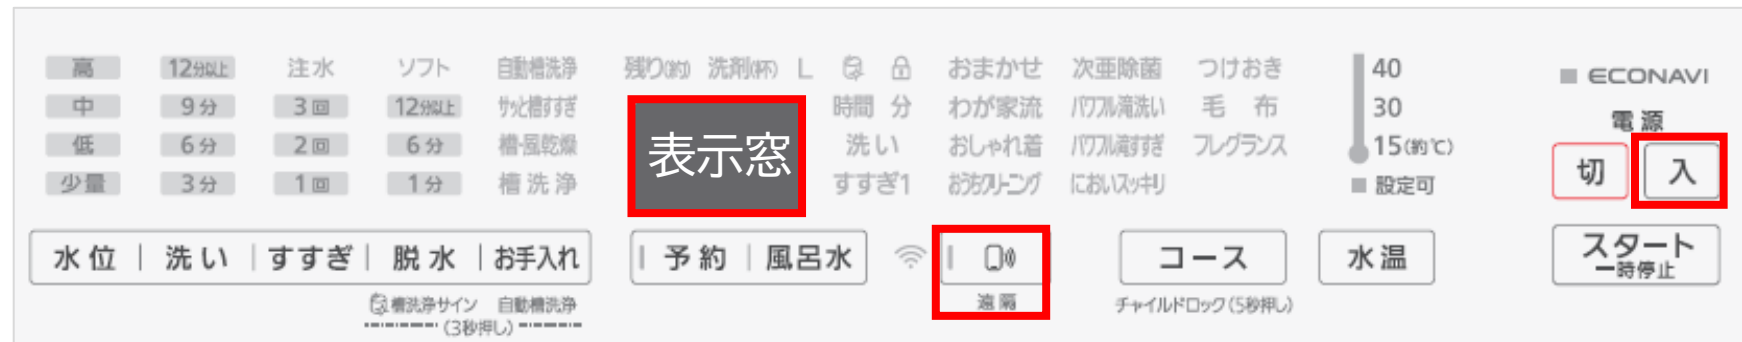 高 12分以上 注水 ソフト 自動槽洗浄 残り(約) 洗剤(杯) L おまかせ 次亜除菌 つけおき 40
ECONAVI
中 9分 3回 12分以上 サッと槽すすぎ 時間 分 わが家流 パワフル滝洗い 毛布 30
電源
低 6分 2回 6分 槽・風乾燥 表示窓 洗い おしゃれ着 パワフル滝すすぎ フレグランス 15(約℃)
切 入
少量 3分 1回 1分 槽洗浄 すすぎ1 おうちクリーニング においスッキリ 設定可
水位 洗い すすぎ 脱水 お手入れ 予約 風呂水 コース 水温 スタート
一時停止
槽洗浄サイン 自動槽洗浄 遠隔 チャイルドロック(5秒押し)
(3秒押し)